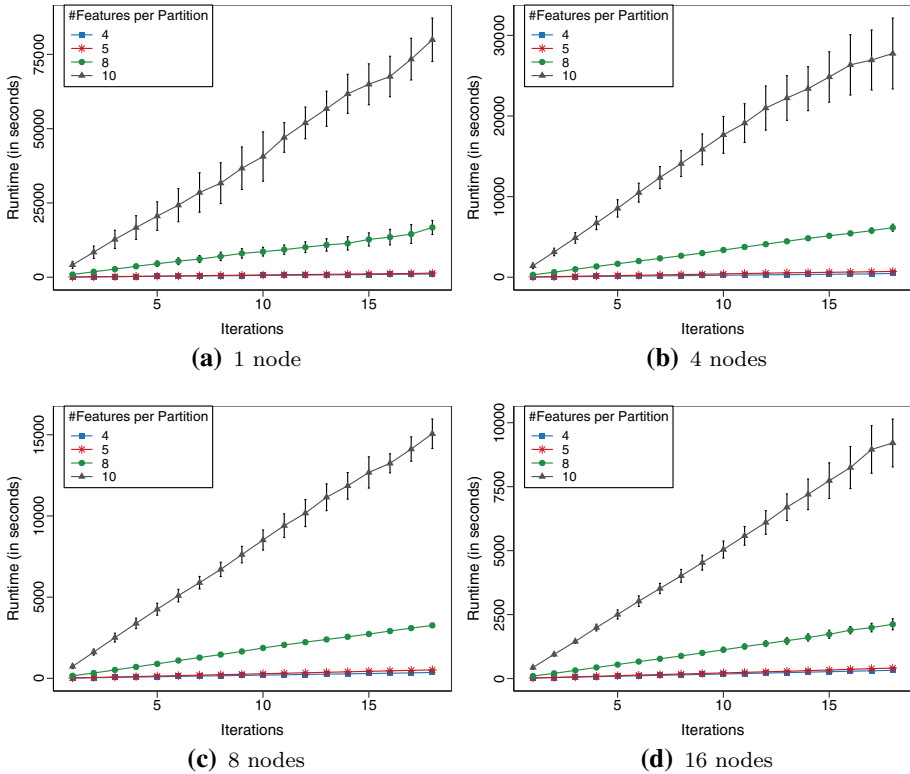 #Features per Partition
4
5
8
10
Runtime (in seconds)
0
25000
50000
75000
5
10
15
Iterations
(a) 1 node
#Features per Partition
4
5
8
10
Runtime (in seconds)
0
10000
20000
30000
5
10
15
Iterations
(b) 4 nodes
#Features per Partition
4
5
8
10
Runtime (in seconds)
0
5000
10000
15000
5
10
15
Iterations
(c) 8 nodes
#Features per Partition
4
5
8
10
Runtime (in seconds)
0
2500
5000
7500
10000
5
10
15
Iterations
(d) 16 nodes